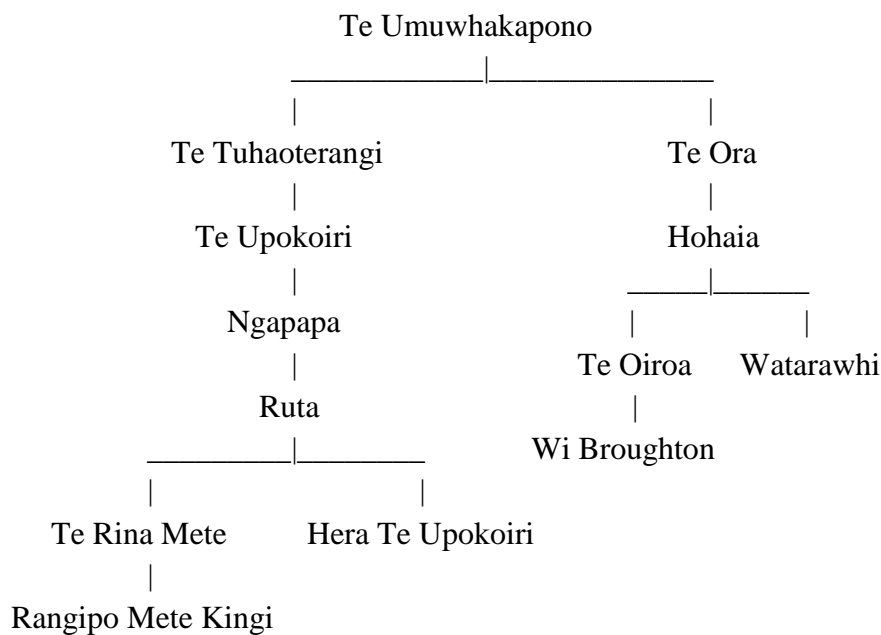 Te Umuwhakapono
Te Tuhaoterangi Te Ora
Te Upokoiri Hohaia
Ngapapa
Te Oiroa Watarawhi
Ruta
Wi Broughton
Te Rina Mete Hera Te Upokoiri
Rangipo Mete Kingi